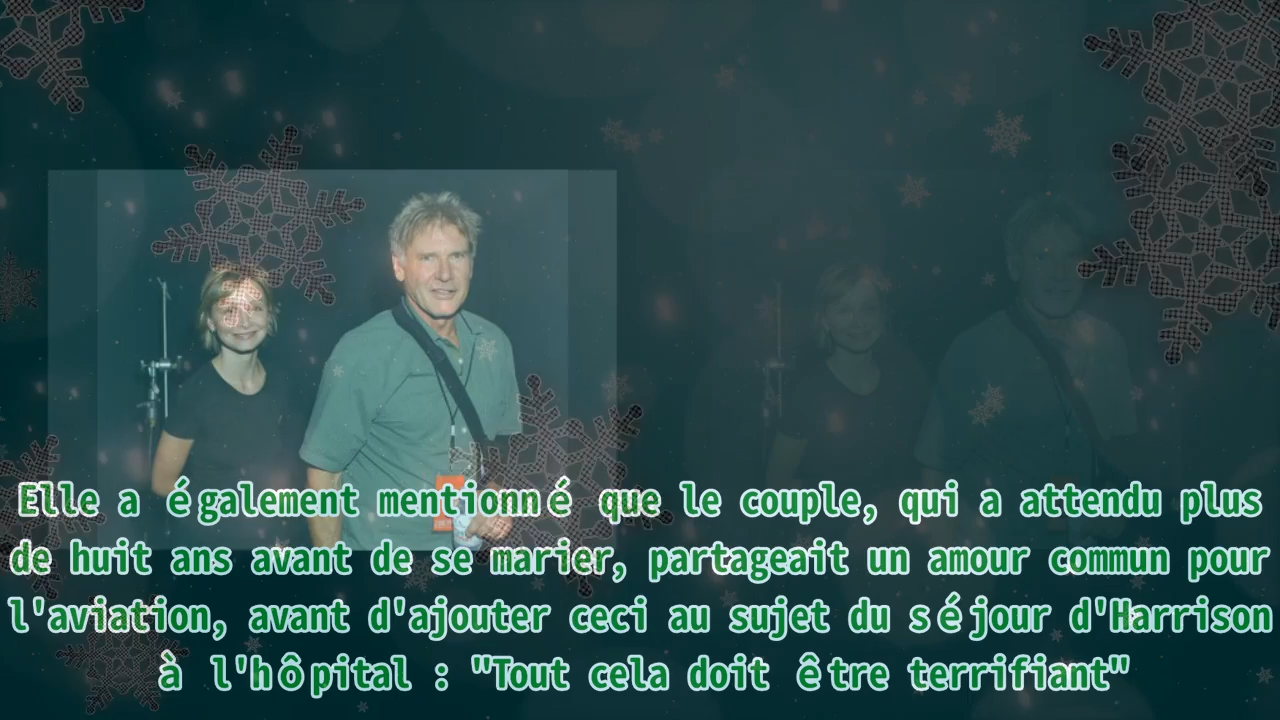 Elle a également mentionné que le couple, qui a attendu plus
de huit ans avant de se marier, partageait un amour commun pour
l'aviation, avant d'ajouter ceci au sujet du séjour d'Harrison
à l'hôpital : "Tout cela doit être terrifiant"